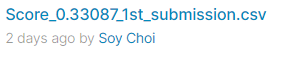 Score_0.33087_1st_submission.csv
2 days ago by Soy Choi